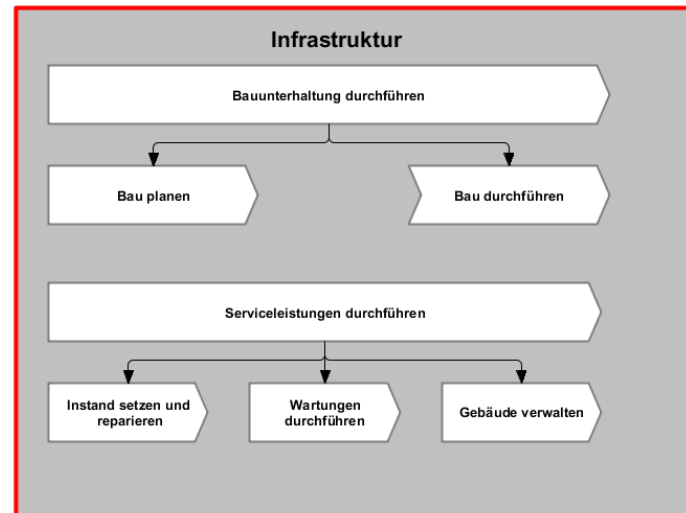 Infrastruktur
Bauunterhaltung durchführen
Bau planen
Bau durchführen
Serviceleistungen durchführen
Instand setzen und
reparieren
Wartungen
durchführen
Gebäude verwalten